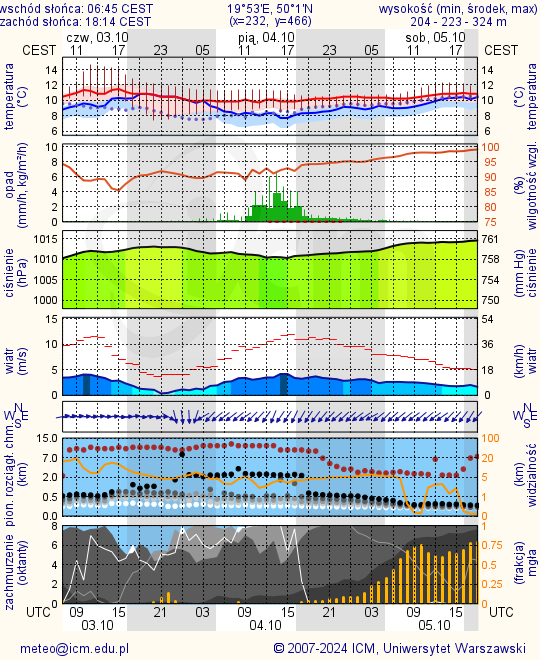 wschód słońca: 06:45 CEST 19°53'E, 50°1'N wysokość (min, środek, max)
zachód słońca: 18:14 CEST (x=232, y=466) 204 - 223 - 324 m
CEST czw, 03.10 pią, 04.10 sob, 05.10 CEST
11 17 23 05 11 17 23 05 11
temperatura (°C) 14 12 10 8 6 14 12 10 8 6 (°C) temperatura
opad (mm/h, kg/m²/h) 10 8 6 4 2 0 100 95 90 85 80 75 (%) wilgotność wzgl.
ciśnienie (hPa) 1015 1010 1005 1000 761 758 754 750 (mm Hg) ciśnienie
wiatr (m/s) 15 10 5 0 54 36 18 0 (km/h) wiatr
N W E S N W E S
pion. rozciągł. chm. (km) 15.0 7.0 2.0 0.5 0.0 100 20 5 1 0 (km) widzialność
zachmurzenie (oktanty) 8 6 4 2 0 1 0.75 0.5 0.25 0 (frakcja) mgła
UTC 09 15 21 03 09 15 21 03 09 UTC
03.10 04.10 05.10
meteo@icm.edu.pl © 2007-2024 ICM, Uniwersytet Warszawski